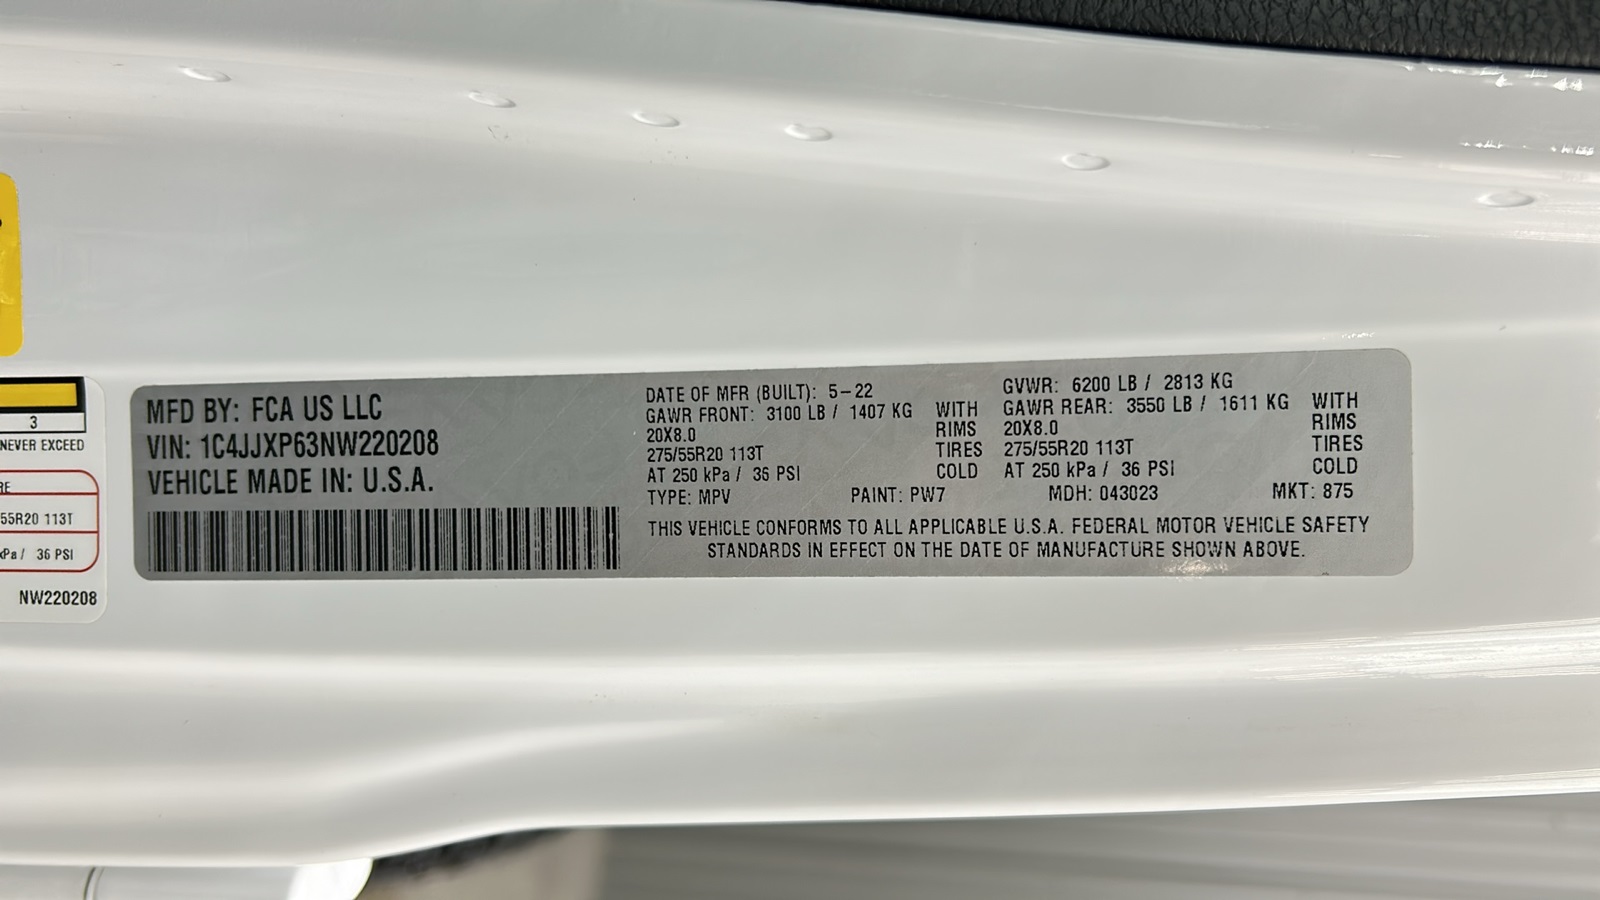 3
NEVER EXCEED
RE
55R20 113T
kPa / 36 PSI
NW220208
MFD BY: FCA US LLC
VIN: 1C4JJXP63NW220208
VEHICLE MADE IN: U.S.A.
DATE OF MFR (BUILT): 5-22
GAWR FRONT: 3100 LB / 1407 KG WITH
20X8.0 RIMS
275/55R20 113T TIRES
AT 250 kPa / 36 PSI COLD
GVWR: 6200 LB / 2813 KG
GAWR REAR: 3550 LB / 1611 KG WITH
20X8.0 RIMS
275/55R20 113T TIRES
AT 250 kPa / 36 PSI COLD
TYPE: MPV PAINT: PW7 MDH: 043023 MKT: 875
THIS VEHICLE CONFORMS TO ALL APPLICABLE U.S.A. FEDERAL MOTOR VEHICLE SAFETY
STANDARDS IN EFFECT ON THE DATE OF MANUFACTURE SHOWN ABOVE.